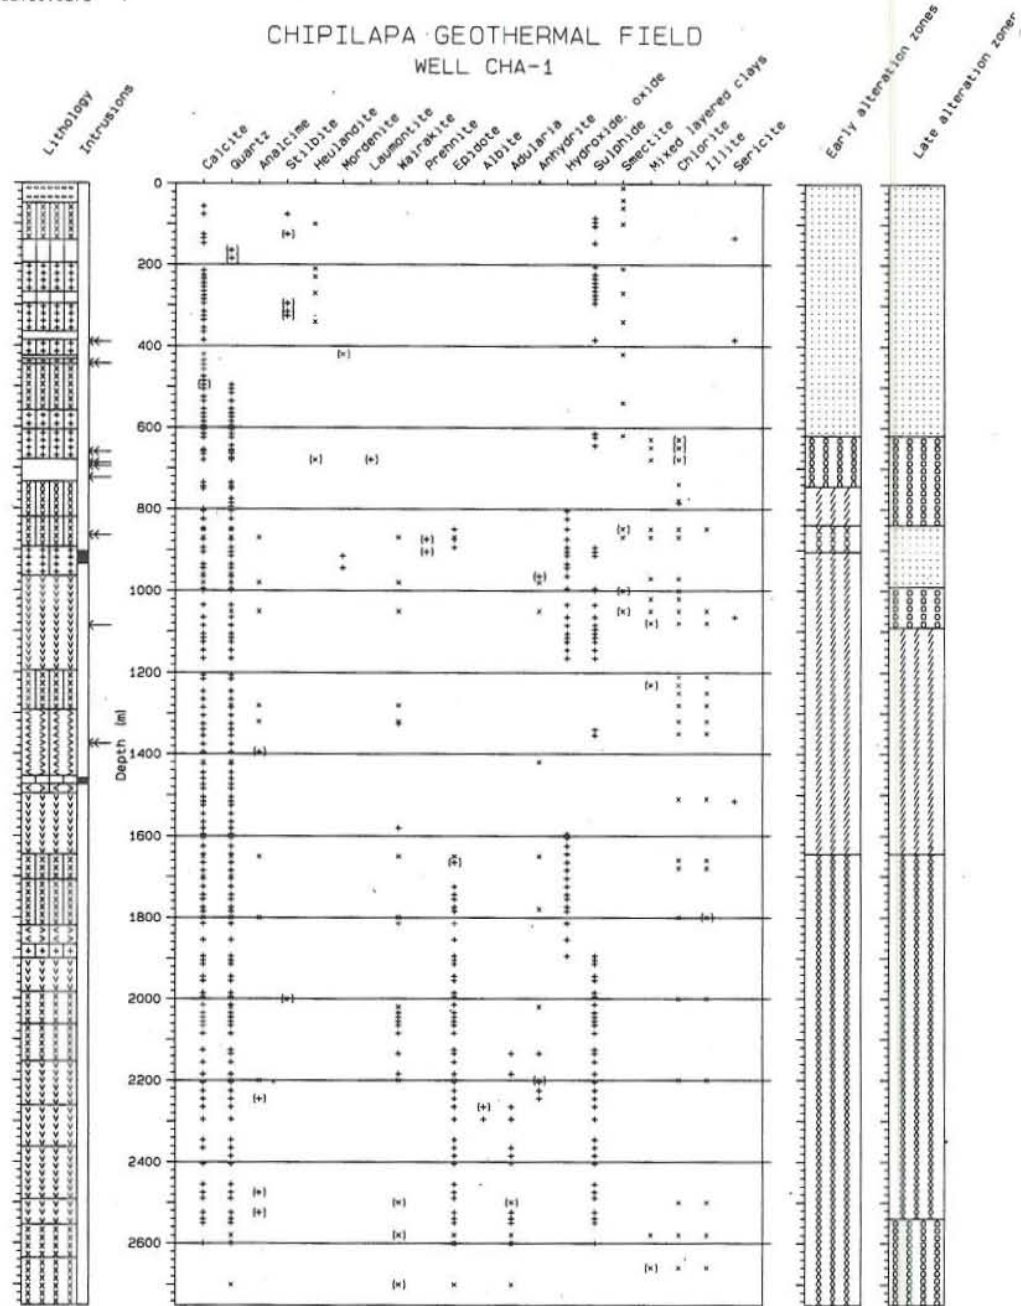 CHIPILAPA GEOTHERMAL FIELD
WELL CHA-1
Lithology
Intrusions
Calcite
Quartz
Analcime
Stilbite
Heulandite
Mordenite
Laumontite
Wairakite
Prehnite
Epidote
Albite
Adularia
Anhydrite
Hydroxide, oxide
Sulphide
Smectite
Mixed layered clays
Chlorite
Illite
Sericite
Early alteration zones
Late alteration zoner
Depth (m)
0
200
400
600
800
1000
1200
1400
1600
1800
2000
2200
2400
2600